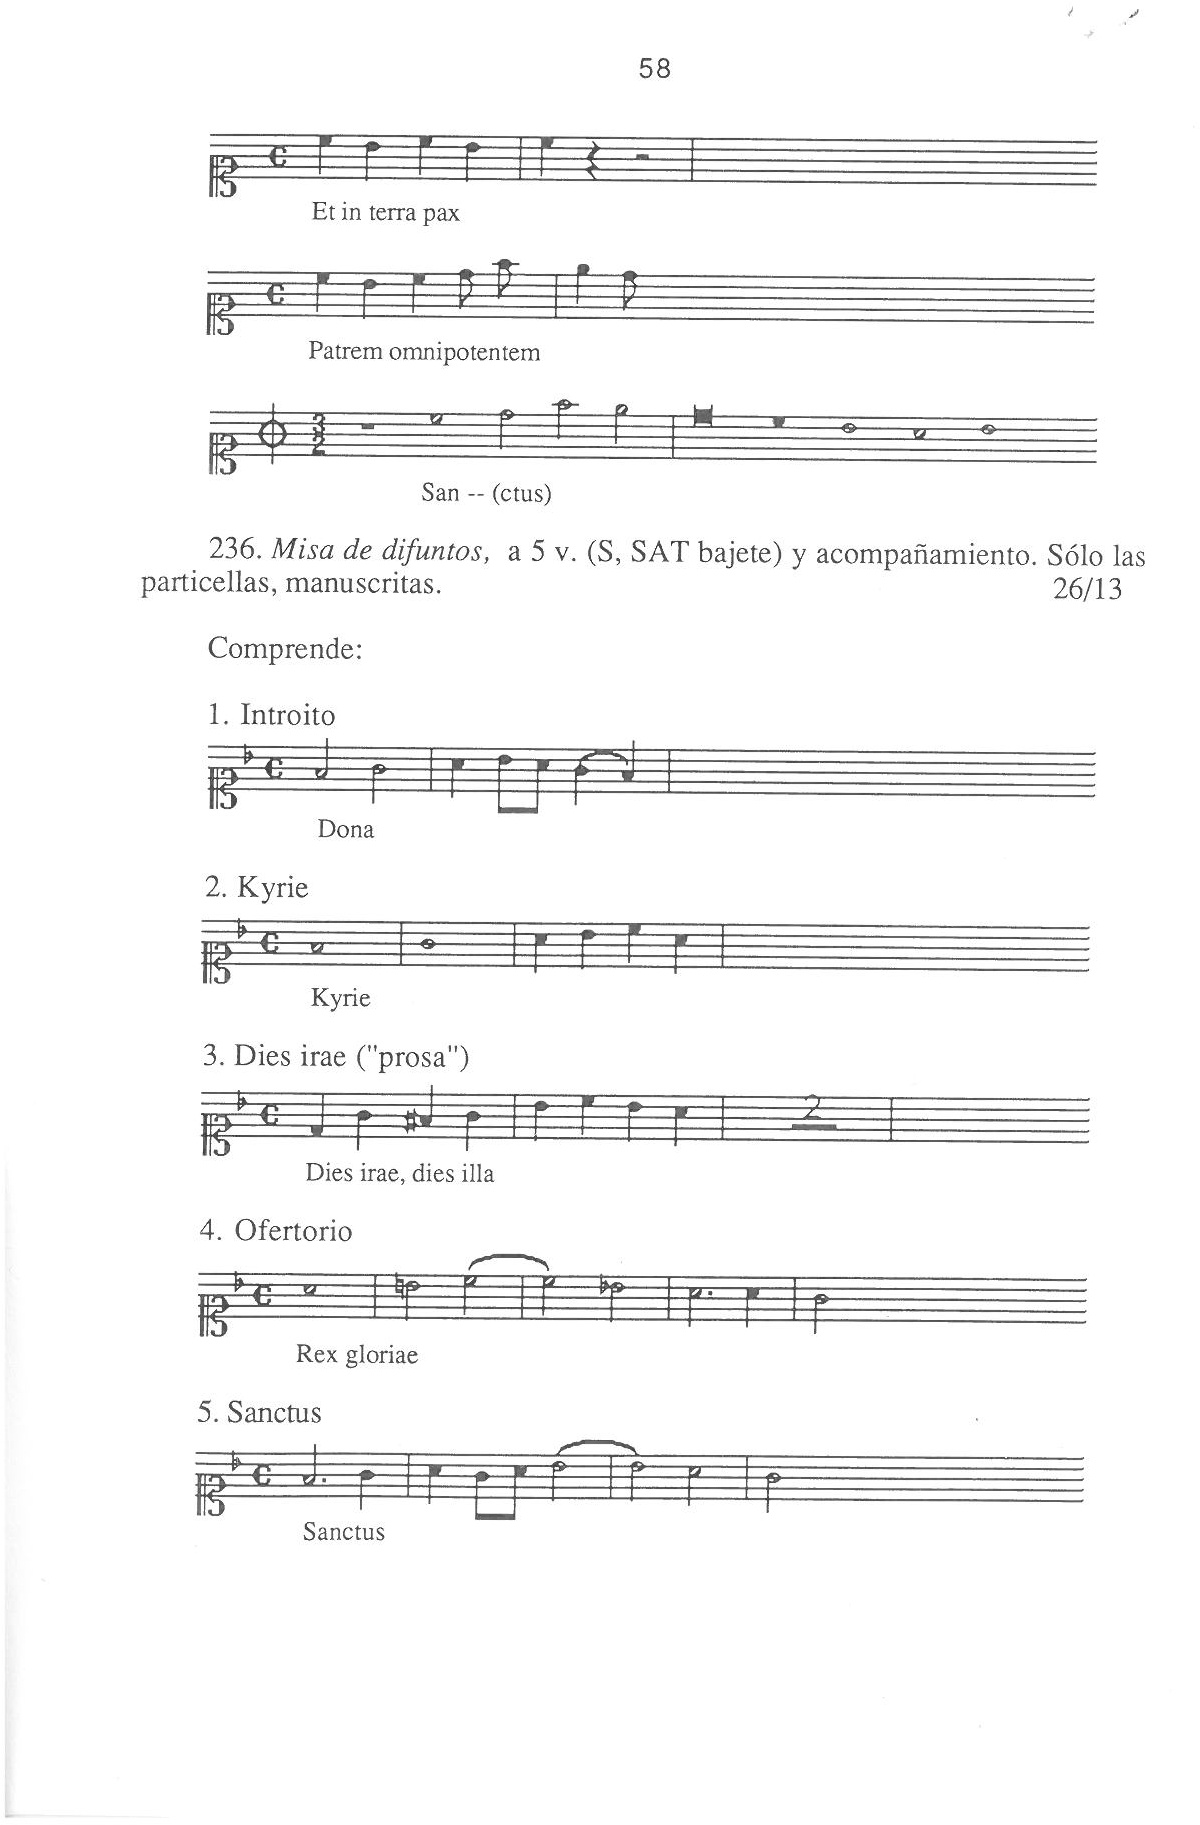 58
Et in terra pax
Patrem omnipotentem
San -- (ctus)
236. Misa de difuntos, a 5 v. (S, SAT bajete) y acompañamiento. Sólo las
particellas, manuscritas. 26/13
Comprende:
1. Introito
Dona
2. Kyrie
Kyrie
3. Dies irae ("prosa")
2
Dies irae, dies illa
4. Ofertorio
Rex gloriae
5. Sanctus
Sanctus